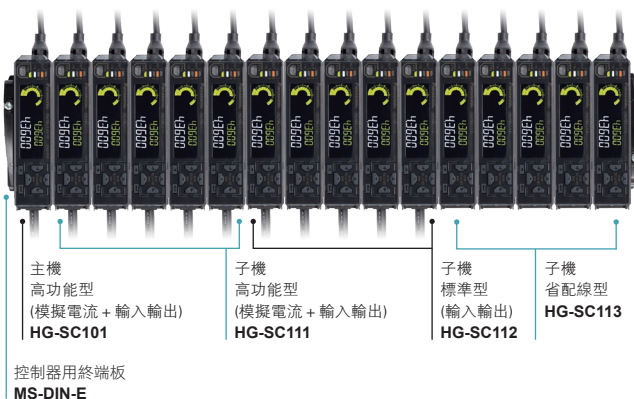 主機
高功能型
(模擬電流 + 輸入輸出)
HG-SC101
子機
高功能型
(模擬電流 + 輸入輸出)
HG-SC111
子機
標準型
(輸入輸出)
HG-SC112
子機
省配線型
HG-SC113
控制器用終端板
MS-DIN-E